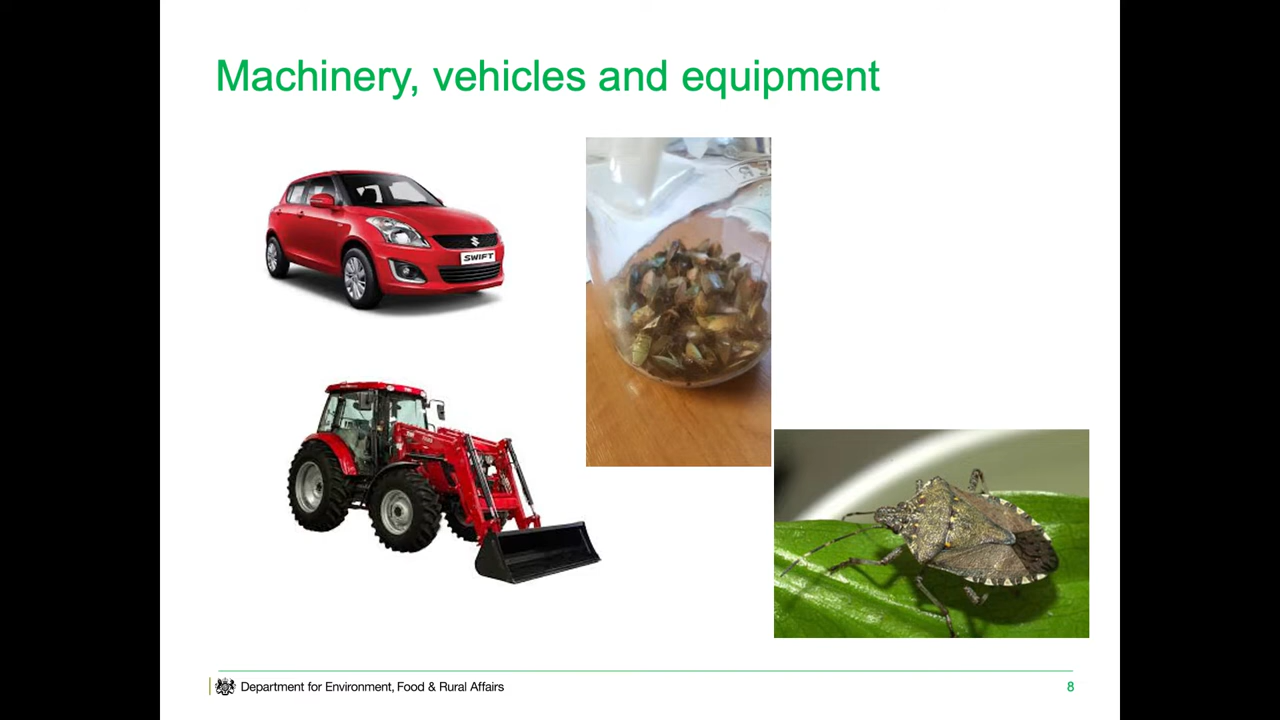 Machinery, vehicles and equipment
SWIFT
Department for Environment, Food & Rural Affairs
8